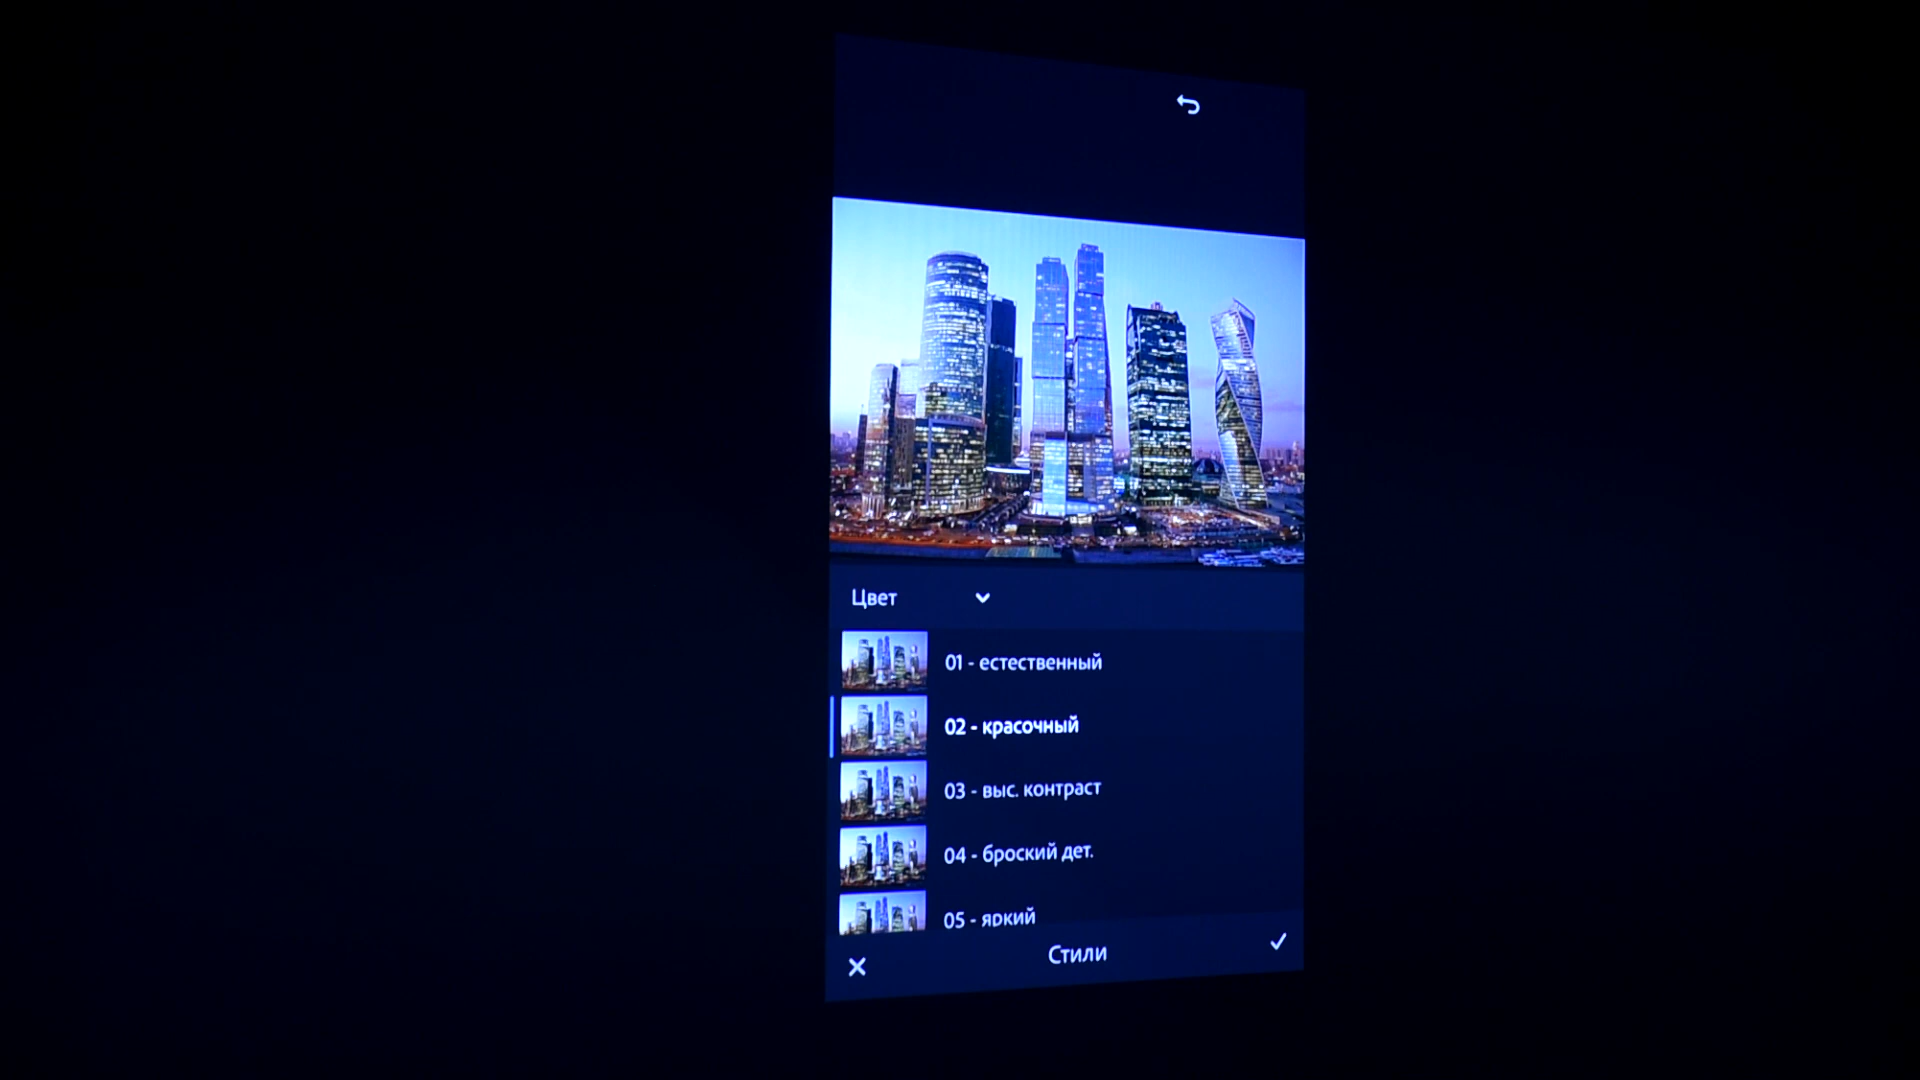 Цвет
01 - естественный
02 - красочный
03 - выс. контраст
04 - броский дет.
05 - яркий
Стили